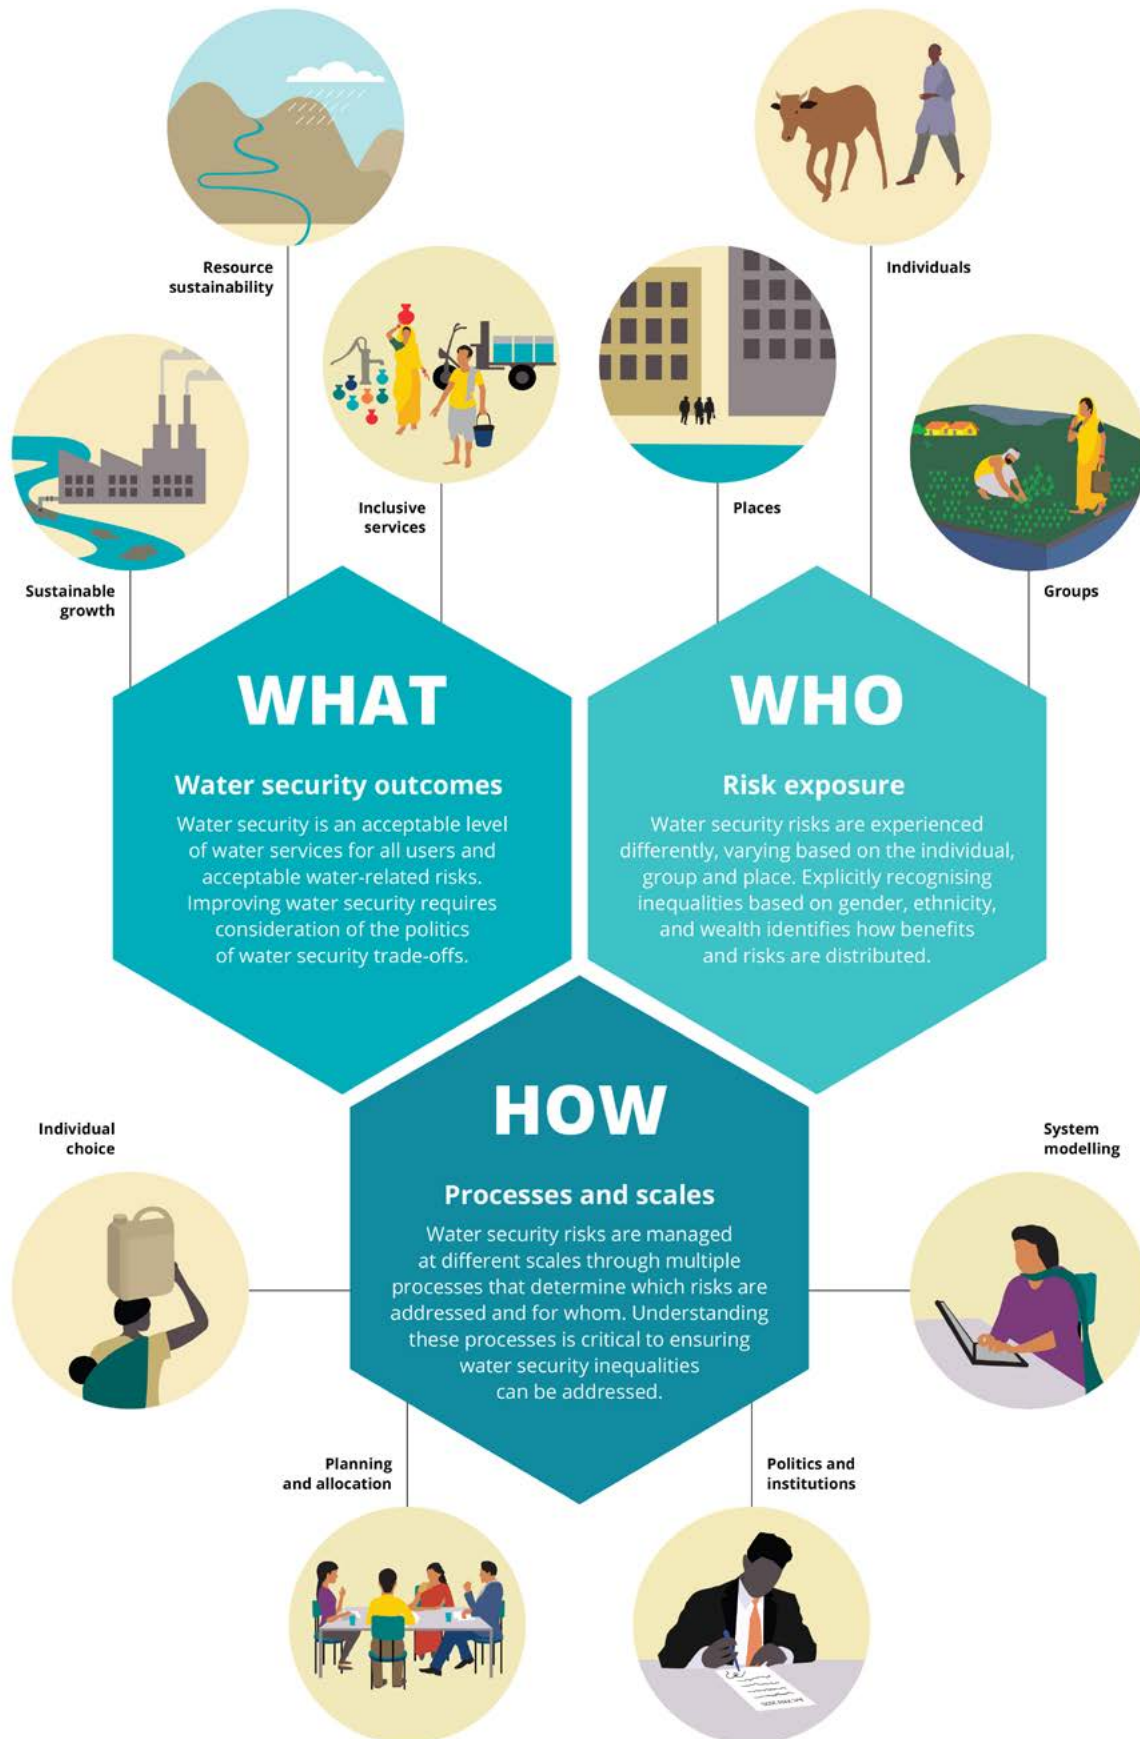 Resource
sustainability
Individuals
Inclusive
services
Places
Sustainable
growth
Groups
WHAT
Water security outcomes
Water security is an acceptable level
of water services for all users and
acceptable water-related risks.
Improving water security requires
consideration of the politics
of water security trade-offs.
WHO
Risk exposure
Water security risks are experienced
differently, varying based on the individual,
group and place. Explicitly recognising
inequalities based on gender, ethnicity,
and wealth identifies how benefits
and risks are distributed.
HOW
Processes and scales
Water security risks are managed
at different scales through multiple
processes that determine which risks are
addressed and for whom. Understanding
these processes is critical to ensuring
water security inequalities
can be addressed.
Individual
choice
System
modelling
Planning
and allocation
Politics and
institutions